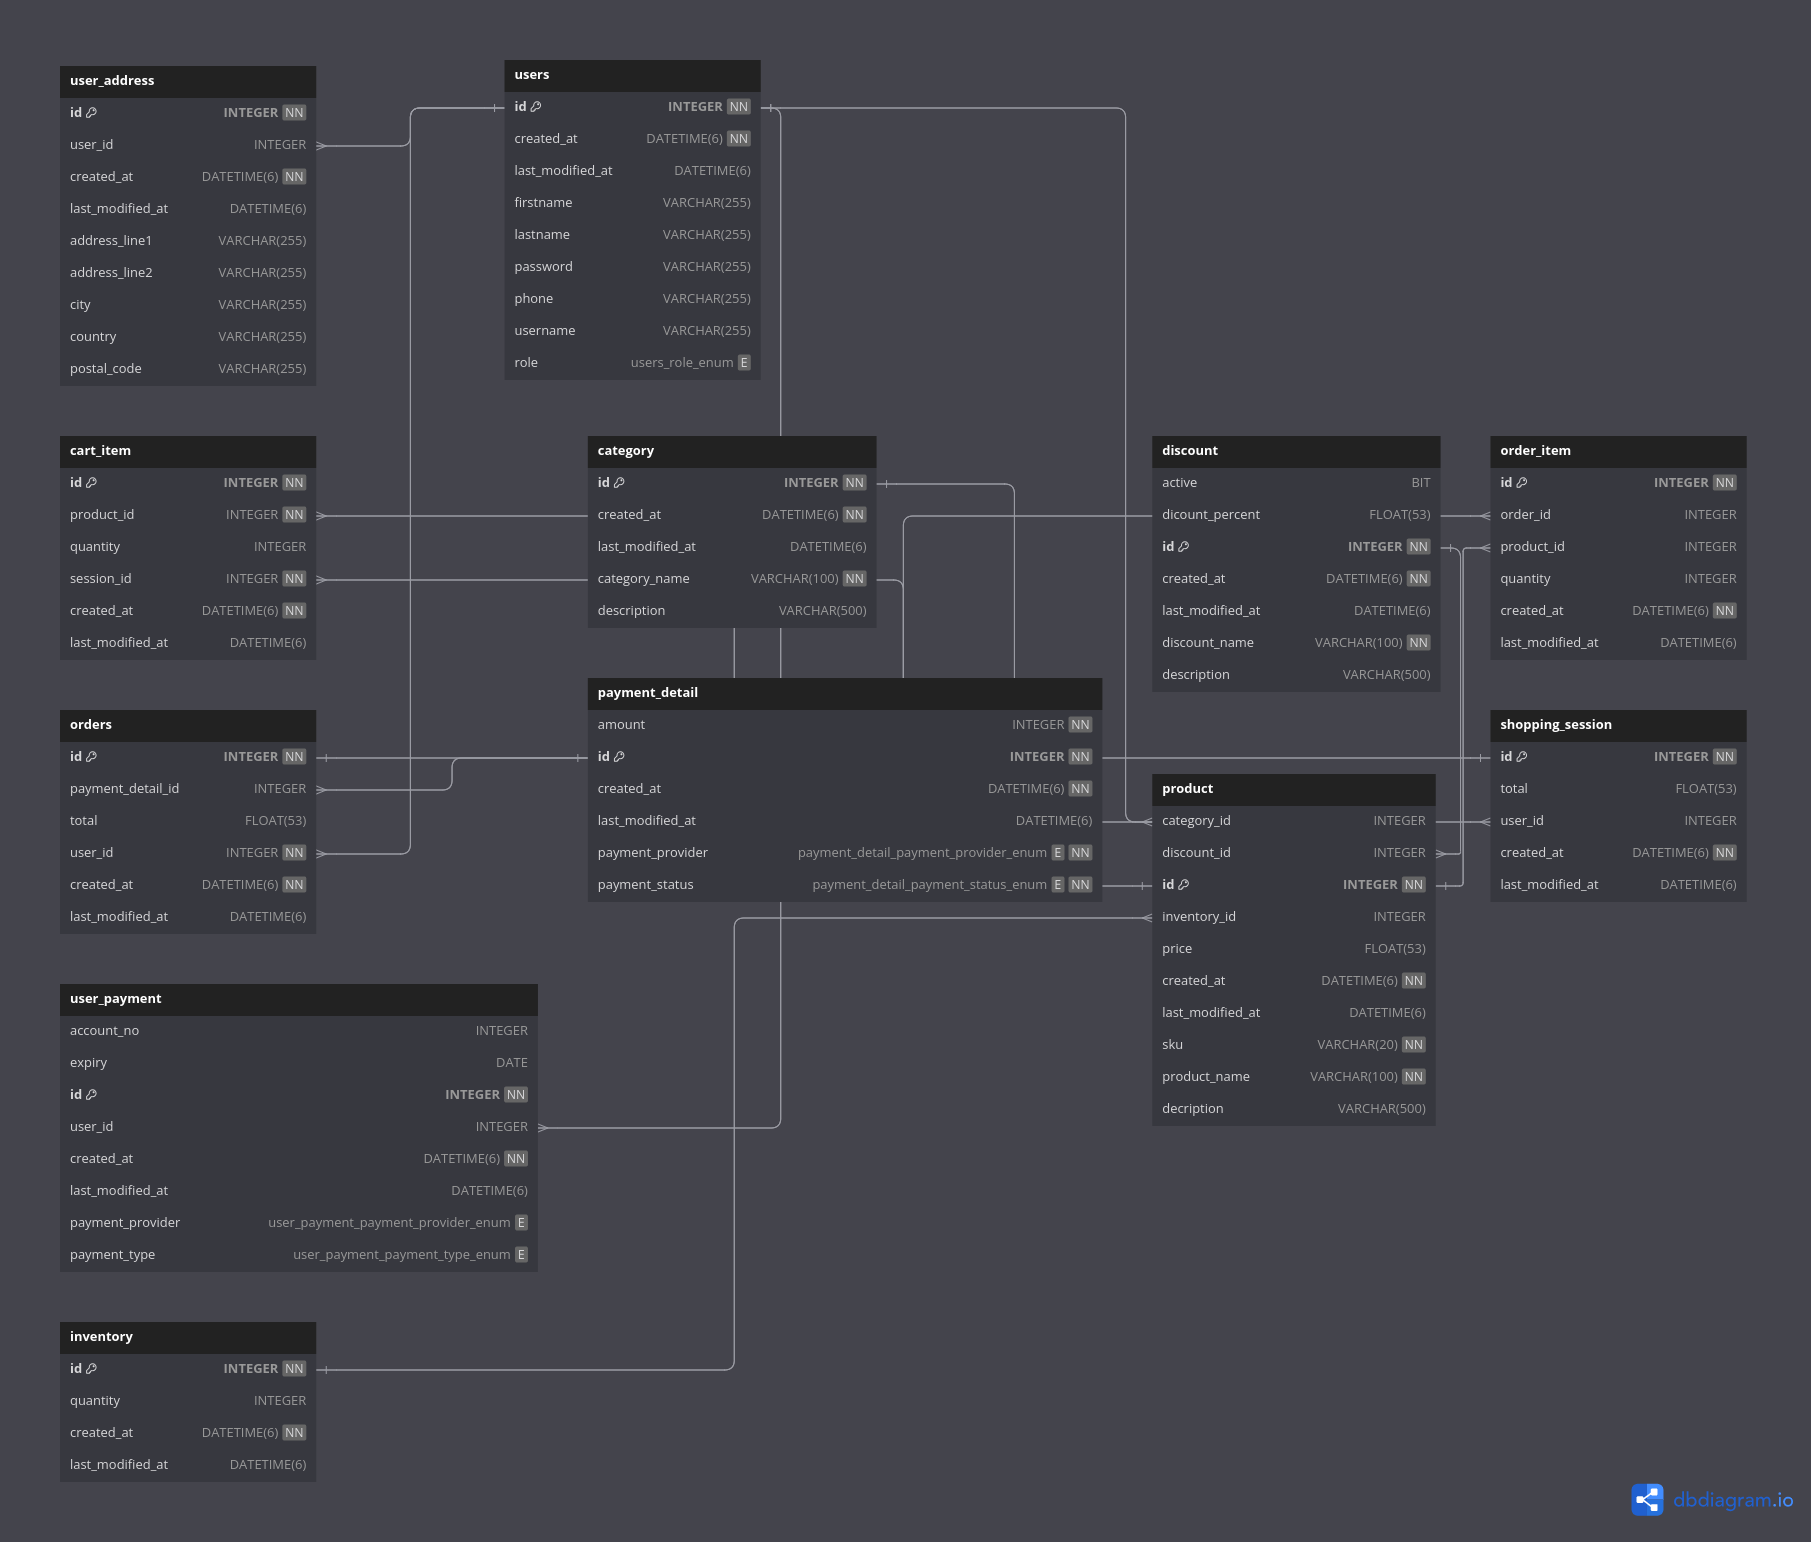 user_address
id INTEGER NN
user_id INTEGER
created_at DATETIME(6) NN
last_modified_at DATETIME(6)
address_line1 VARCHAR(255)
address_line2 VARCHAR(255)
city VARCHAR(255)
country VARCHAR(255)
postal_code VARCHAR(255)
users
id INTEGER NN
created_at DATETIME(6) NN
last_modified_at DATETIME(6)
firstname VARCHAR(255)
lastname VARCHAR(255)
password VARCHAR(255)
phone VARCHAR(255)
username VARCHAR(255)
role users_role_enum E
cart_item
id INTEGER NN
product_id INTEGER NN
quantity INTEGER
session_id INTEGER NN
created_at DATETIME(6) NN
last_modified_at DATETIME(6)
category
id INTEGER NN
created_at DATETIME(6) NN
last_modified_at DATETIME(6)
category_name VARCHAR(100) NN
description VARCHAR(500)
discount
active BIT
dicount_percent FLOAT(53)
id INTEGER NN
created_at DATETIME(6) NN
last_modified_at DATETIME(6)
discount_name VARCHAR(100) NN
description VARCHAR(500)
order_item
id INTEGER NN
order_id INTEGER
product_id INTEGER
quantity INTEGER
created_at DATETIME(6) NN
last_modified_at DATETIME(6)
orders
id INTEGER NN
payment_detail_id INTEGER
total FLOAT(53)
user_id INTEGER NN
created_at DATETIME(6) NN
last_modified_at DATETIME(6)
payment_detail
amount INTEGER NN
id INTEGER NN
created_at DATETIME(6) NN
last_modified_at DATETIME(6)
payment_provider payment_detail_payment_provider_enum E NN
payment_status payment_detail_payment_status_enum E NN
product
category_id INTEGER
discount_id INTEGER
id INTEGER NN
inventory_id INTEGER
price FLOAT(53)
created_at DATETIME(6) NN
last_modified_at DATETIME(6)
sku VARCHAR(20) NN
product_name VARCHAR(100) NN
decription VARCHAR(500)
shopping_session
id INTEGER NN
total FLOAT(53)
user_id INTEGER
created_at DATETIME(6) NN
last_modified_at DATETIME(6)
user_payment
account_no INTEGER
expiry DATE
id INTEGER NN
user_id INTEGER
created_at DATETIME(6) NN
last_modified_at DATETIME(6)
payment_provider user_payment_payment_provider_enum E
payment_type user_payment_payment_type_enum E
inventory
id INTEGER NN
quantity INTEGER
created_at DATETIME(6) NN
last_modified_at DATETIME(6)
dbdiagram.io